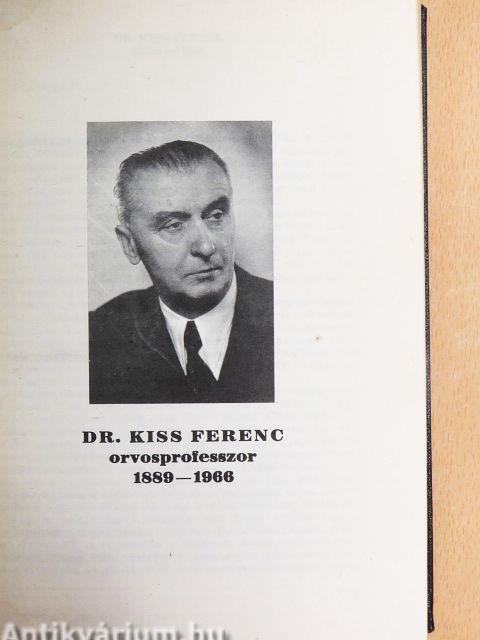 DR. KISS FERENC
orvosprofesszor
1889—1966
Antikvárium.hu